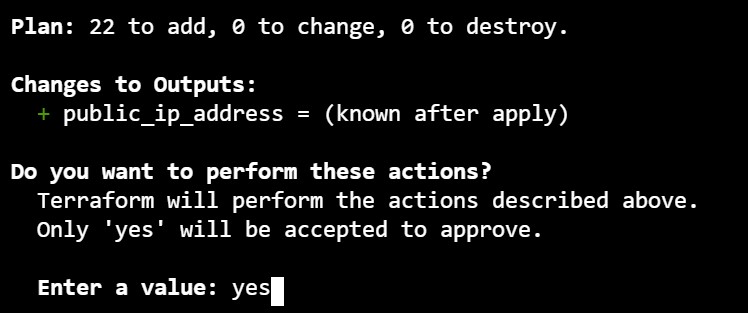 Plan: 22 to add, 0 to change, 0 to destroy.
Changes to Outputs:
+ public_ip_address = (known after apply)
Do you want to perform these actions?
Terraform will perform the actions described above.
Only 'yes' will be accepted to approve.
Enter a value: yes